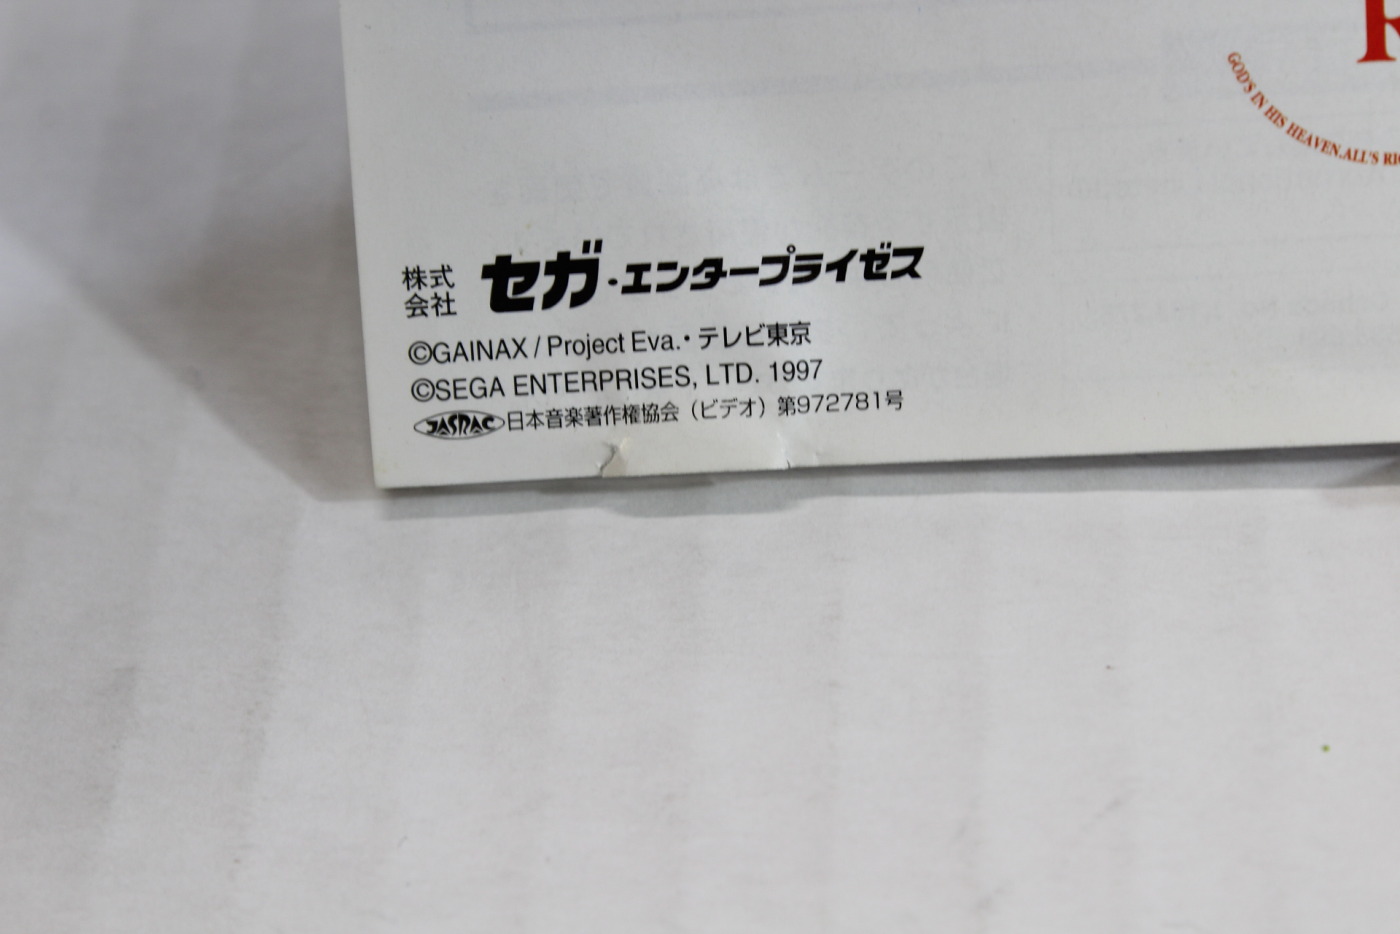 R
GOD'S IN HIS HEAVEN.ALL'S
株式会社 セガ・エンタープライゼス
©GAINAX / Project Eva.・テレビ東京
©SEGA ENTERPRISES, LTD. 1997
JASRAC 日本音楽著作権協会（ビデオ）第972781号